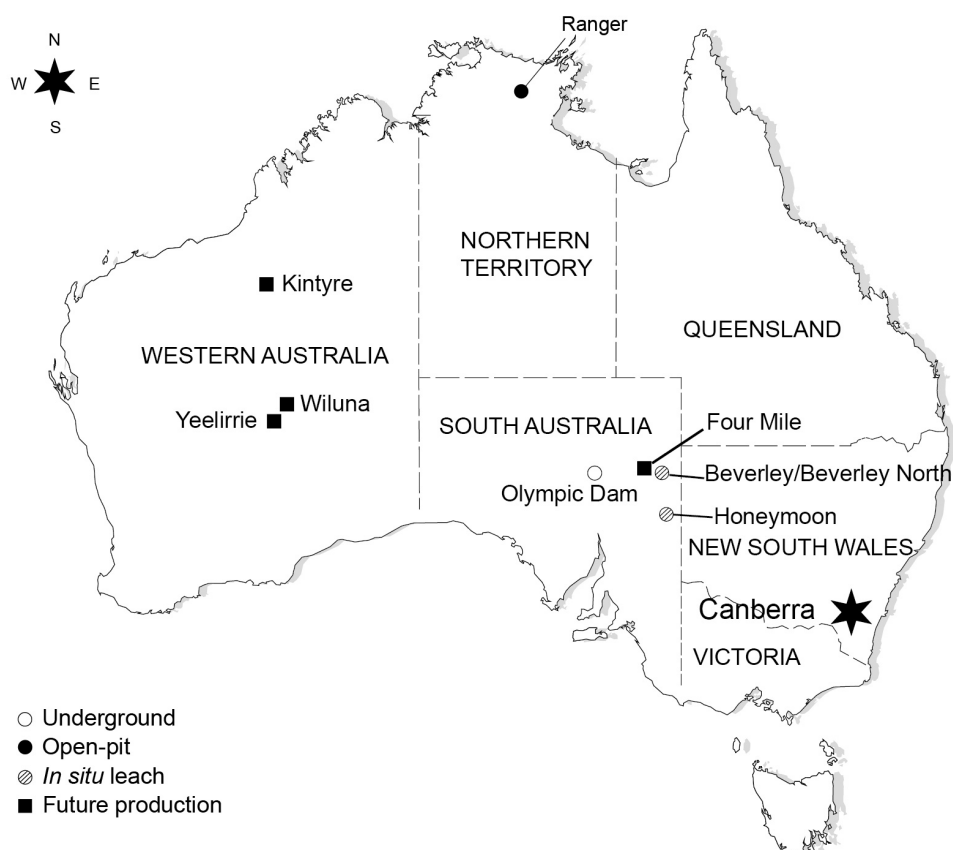 Ranger
N
W
E
S
NORTHERN
TERRITORY
Kintyre
QUEENSLAND
WESTERN AUSTRALIA
Wiluna
Yeelirrie
SOUTH AUSTRALIA
Four Mile
Beverley/Beverley North
Olympic Dam
Honeymoon
NEW SOUTH WALES
Canberra
VICTORIA
Underground
Open-pit
In situ leach
Future production